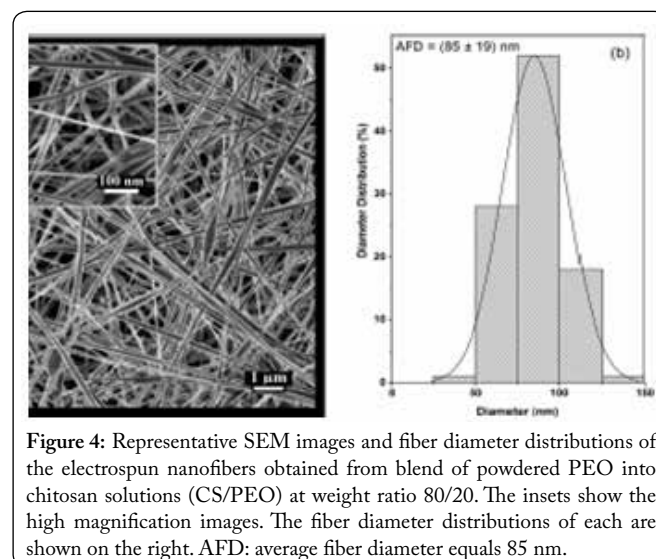 100 nm
1 μm
AFD = (85 ± 19) nm
(b)
Diameter Distribution (%)
50
40
30
20
10
0
0
50
100
150
Diameter (nm)
Figure 4: Representative SEM images and fiber diameter distributions of
the electrospun nanofibers obtained from blend of powdered PEO into
chitosan solutions (CS/PEO) at weight ratio 80/20. The insets show the
high magnification images. The fiber diameter distributions of each are
shown on the right. AFD: average fiber diameter equals 85 nm.